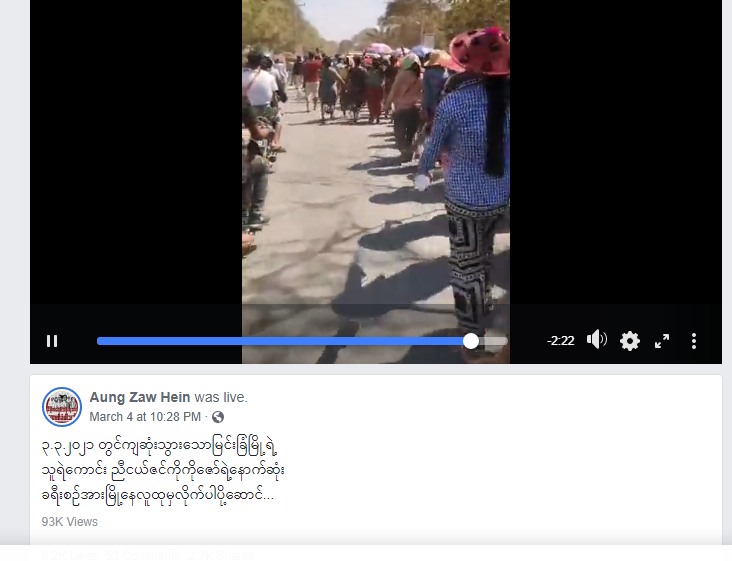 -2:22
Aung Zaw Hein was live.
March 4 at 10:28 PM ·
၃.၃.၂၀၂၁ တွင်ကျဆုံးသွားသောမြင်းခြံမြို့ရဲ့
သူရဲကောင်း ညီငယ်ဇင်ကိုကိုဇော်ရဲ့နောက်ဆုံး
ခရီးစဉ်အားမြို့နေလူထုမှလိုက်ပါပို့ဆောင်...
93K Views